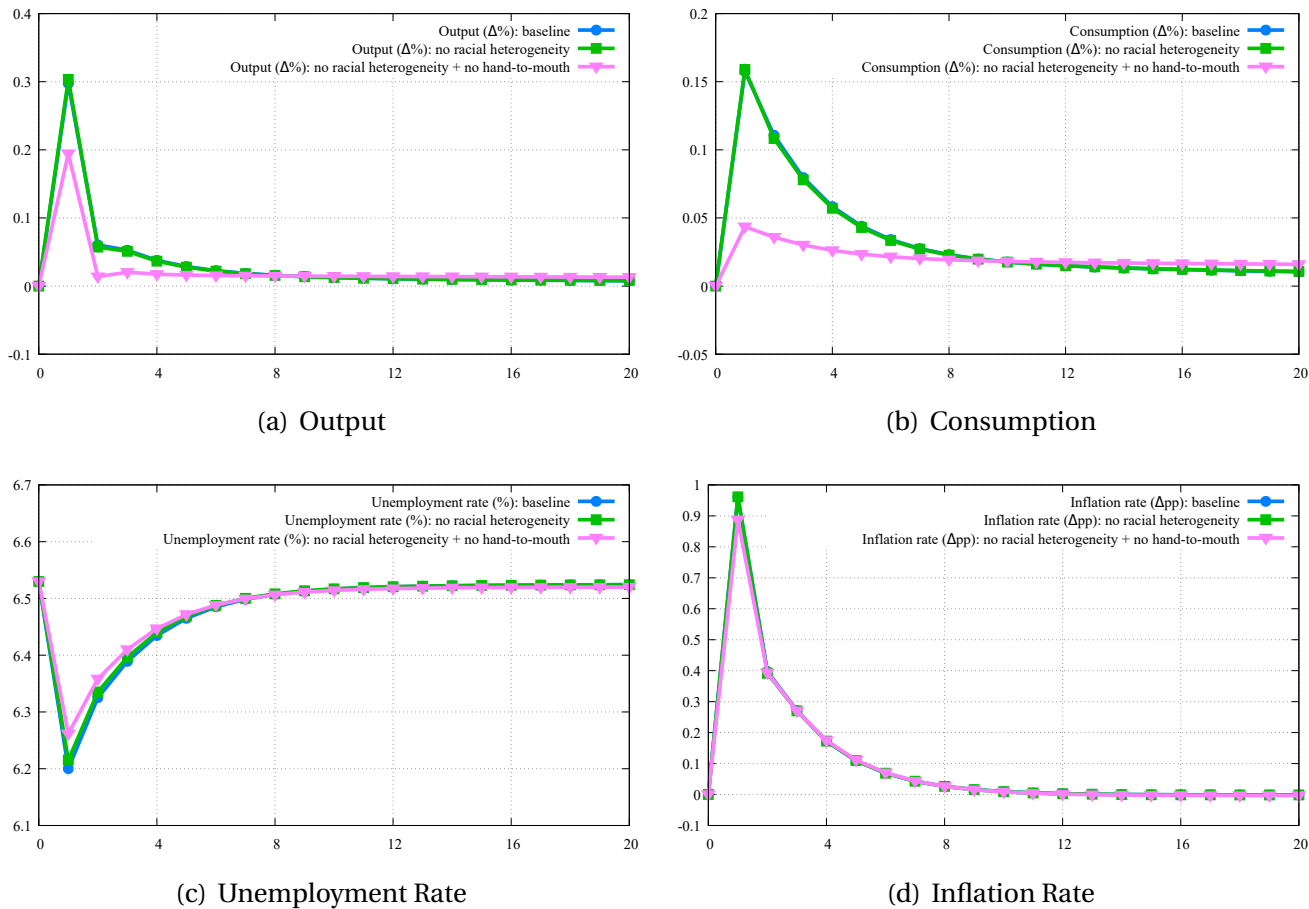 Output (Δ%): baseline
Output (Δ%): no racial heterogeneity
Output (Δ%): no racial heterogeneity + no hand-to-mouth
0.4
0.3
0.2
0.1
0
-0.1
0 4 8 12 16 20
(a) Output
Consumption (Δ%): baseline
Consumption (Δ%): no racial heterogeneity
Consumption (Δ%): no racial heterogeneity + no hand-to-mouth
0.2
0.15
0.1
0.05
0
-0.05
0 4 8 12 16 20
(b) Consumption
Unemployment rate (%): baseline
Unemployment rate (%): no racial heterogeneity
Unemployment rate (%): no racial heterogeneity + no hand-to-mouth
6.7
6.6
6.5
6.4
6.3
6.2
6.1
0 4 8 12 16 20
(c) Unemployment Rate
Inflation rate (Δpp): baseline
Inflation rate (Δpp): no racial heterogeneity
Inflation rate (Δpp): no racial heterogeneity + no hand-to-mouth
1
0.9
0.8
0.7
0.6
0.5
0.4
0.3
0.2
0.1
0
-0.1
0 4 8 12 16 20
(d) Inflation Rate